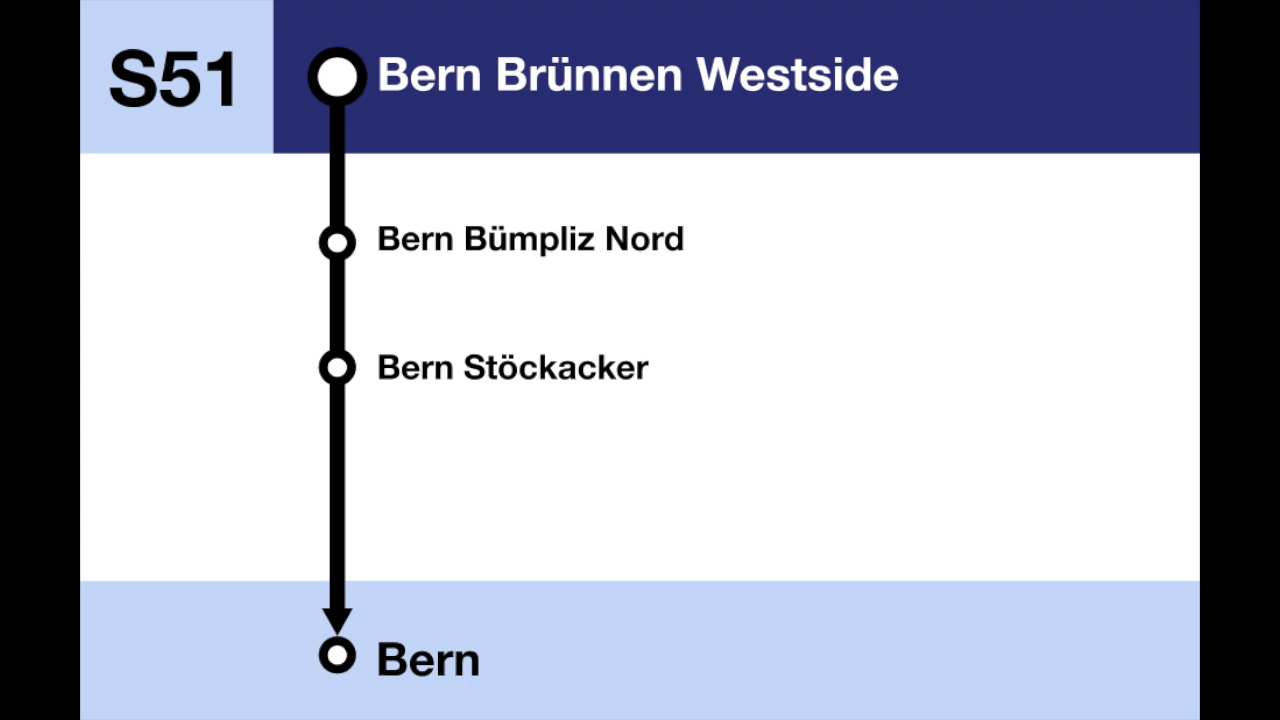 S51
Bern Brünnen Westside
Bern Bümpliz Nord
Bern Stöckacker
Bern